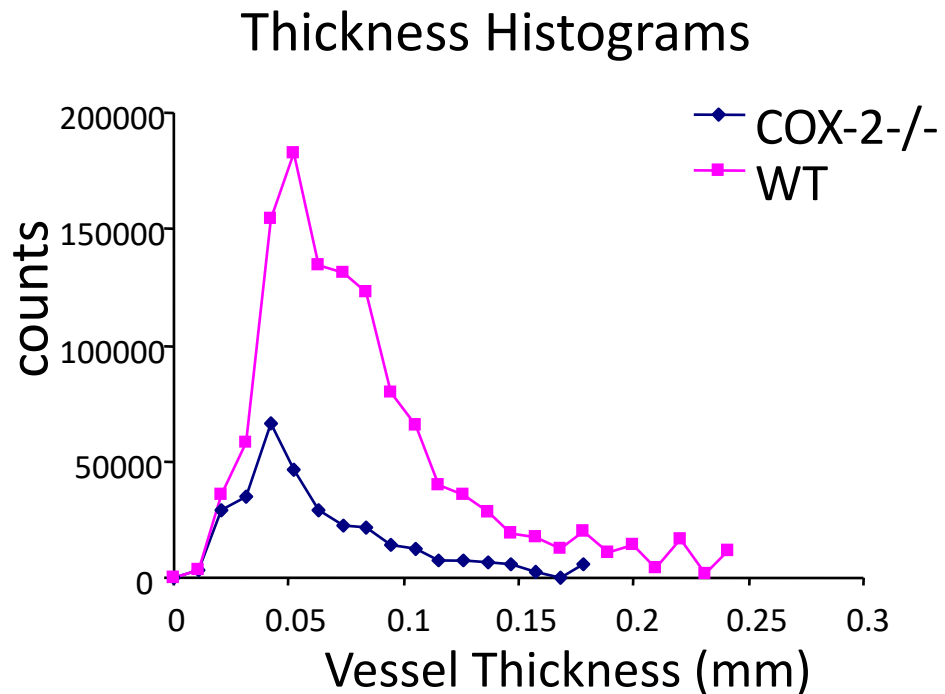 Thickness Histograms
COX-2-/-
WT
200000
150000
100000
50000
0
counts
0 0.05 0.1 0.15 0.2 0.25 0.3
Vessel Thickness (mm)